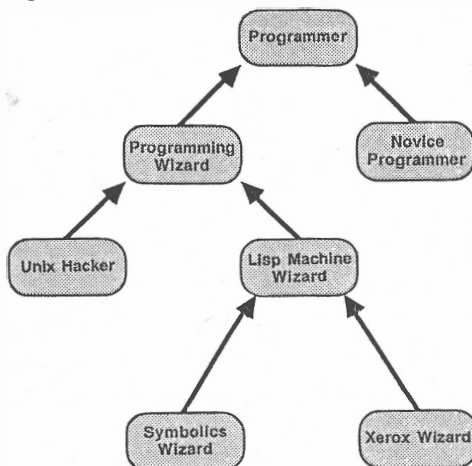 Programmer
Programming
Wizard
Novice
Programmer
Unix Hacker
Lisp Machine
Wizard
Symbolics
Wizard
Xerox Wizard